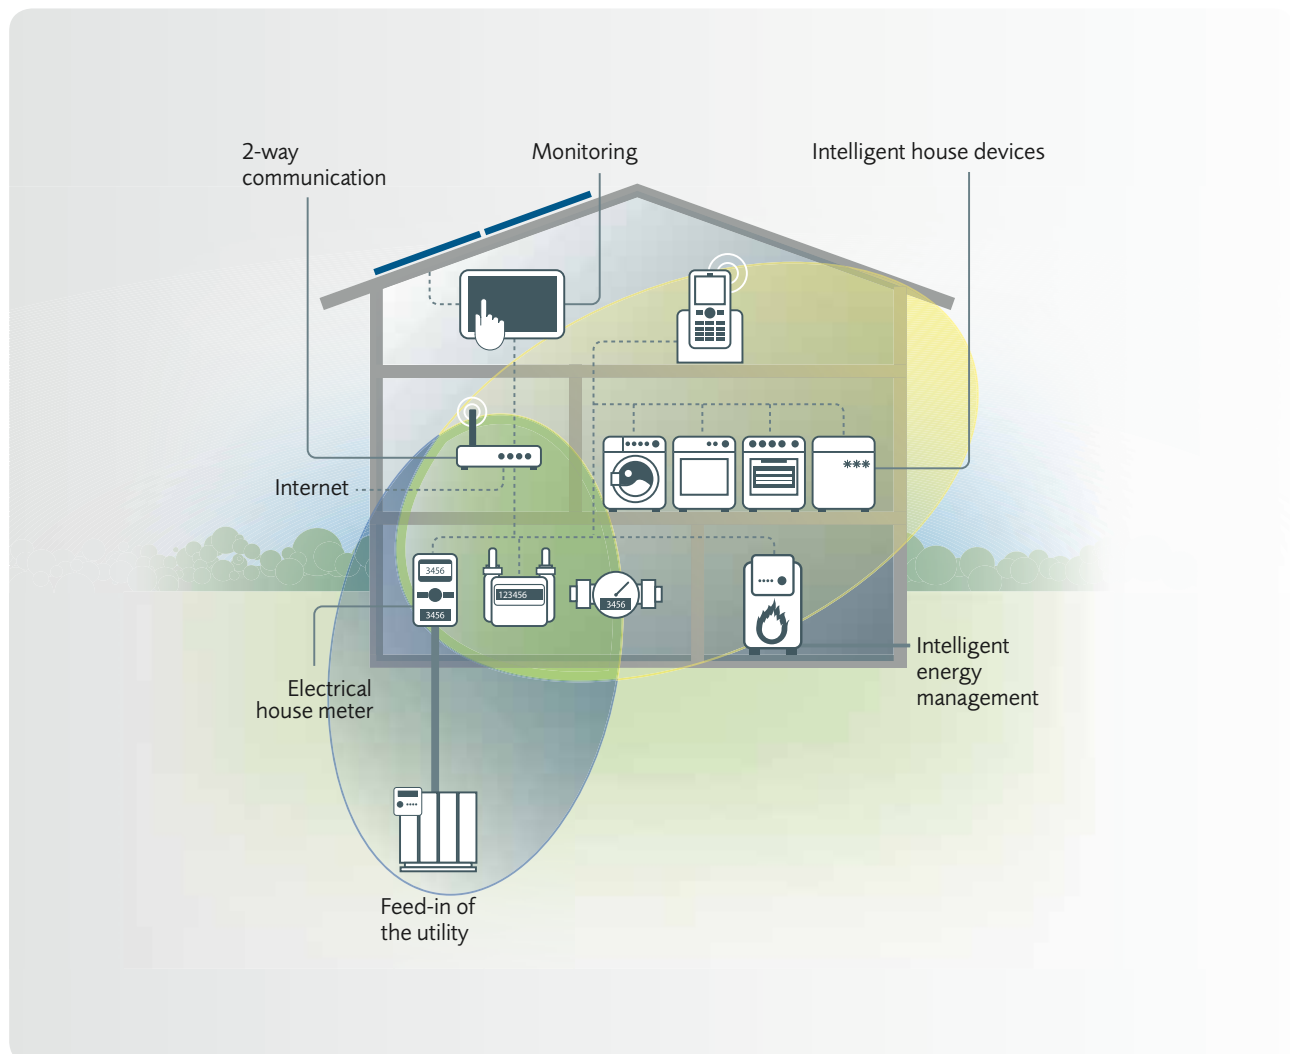 2-way
communication
Monitoring
Intelligent house devices
Internet
3456
3456
123456
3456
Intelligent
energy
management
Electrical
house meter
Feed-in of
the utility